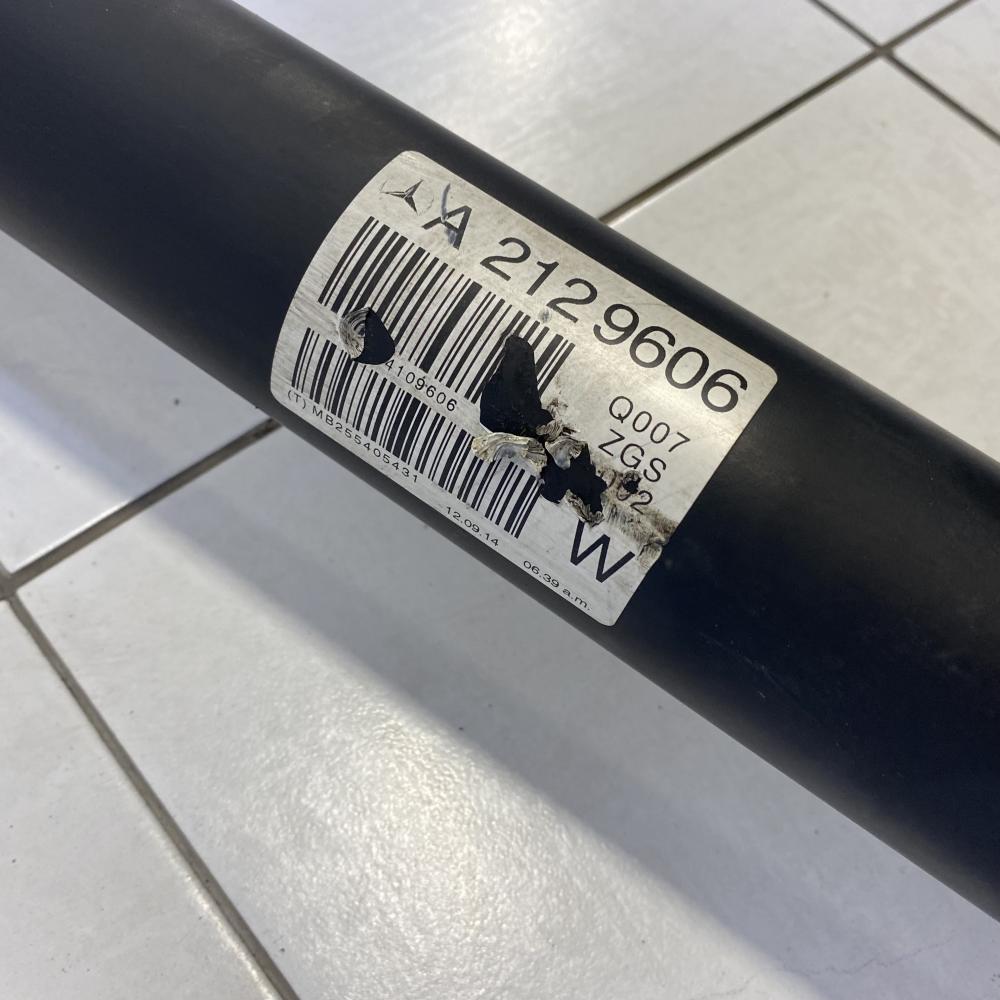 A 2129606
Q007
ZGS
4109606
W
(T) MB255405431 12.09.14 06.39 a.m.